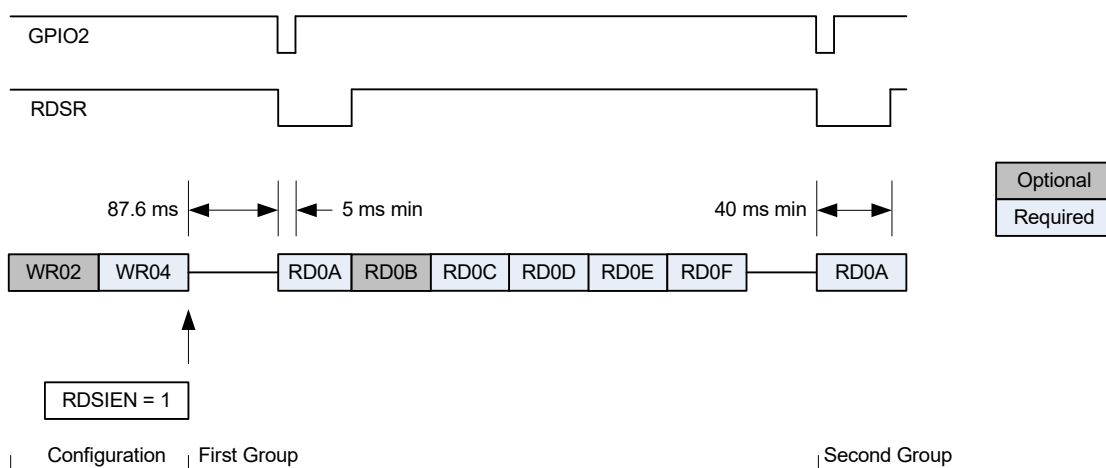 GPIO2
RDSR
Optional
Required
87.6 ms
5 ms min
40 ms min
WR02 WR04 RD0A RD0B RD0C RD0D RD0E RD0F RD0A
RDSIEN = 1
Configuration First Group Second Group